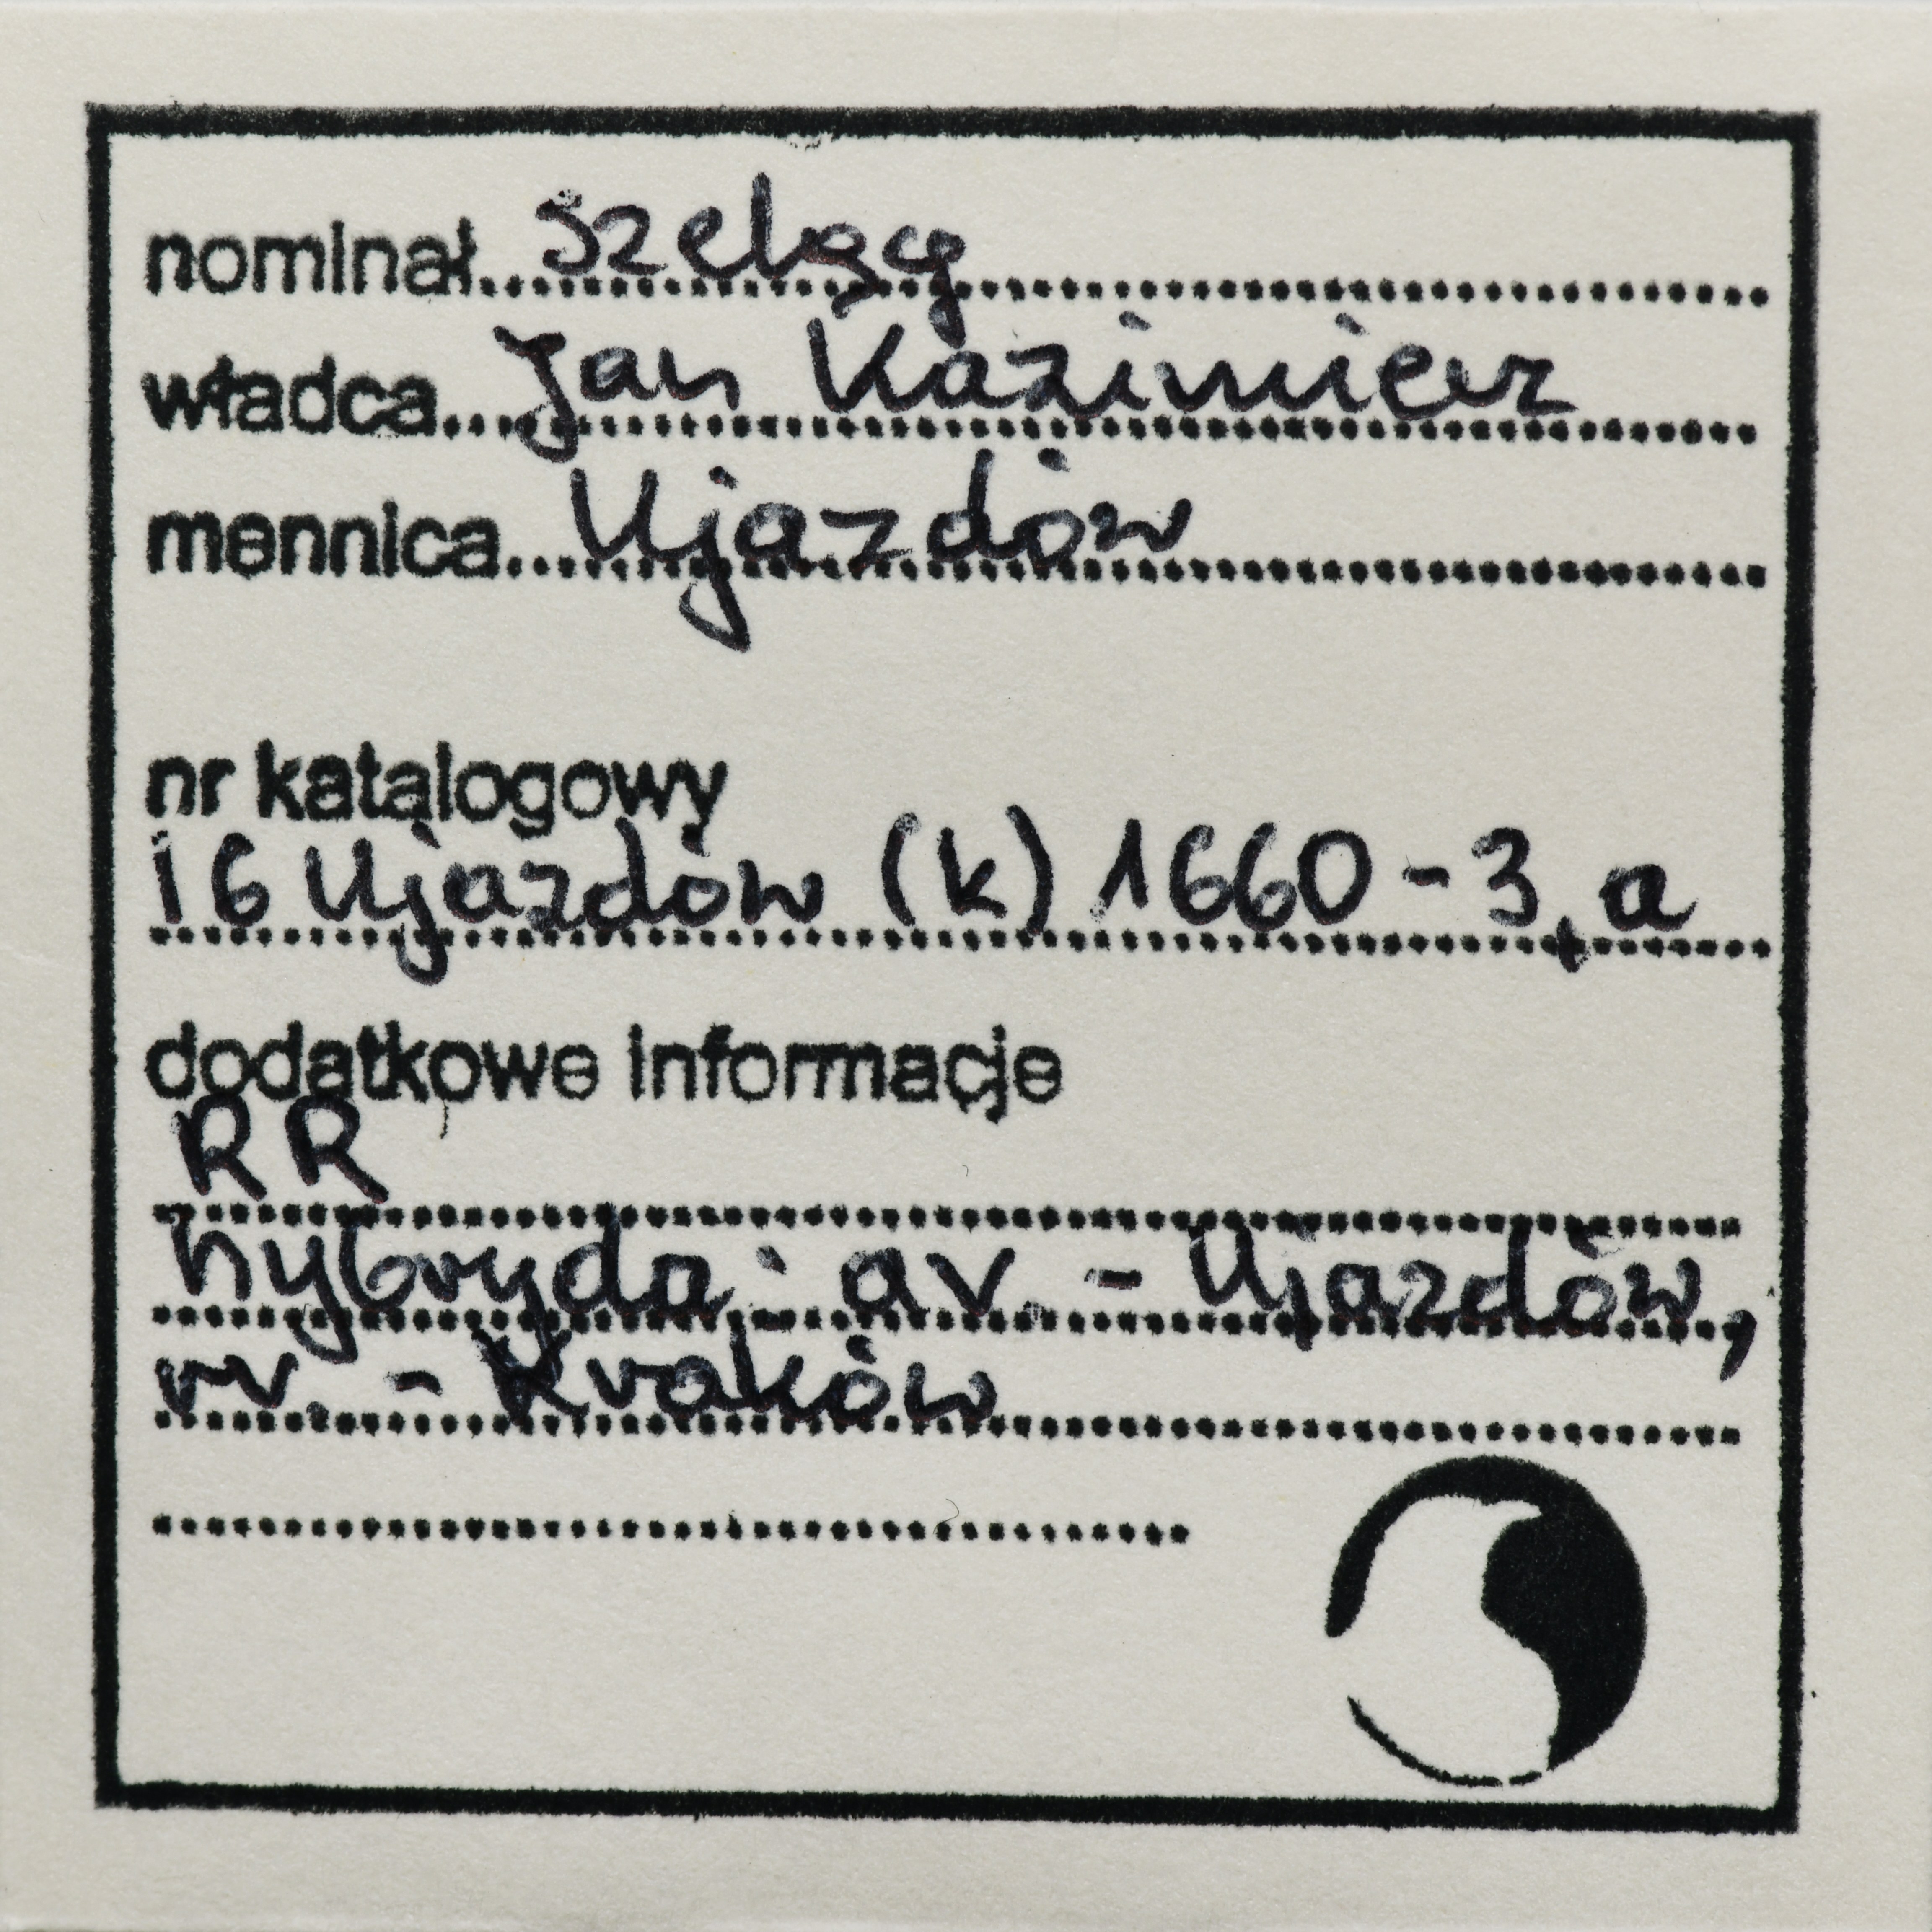 nominał szeląg
władca Jan Kazimierz
mennica Ujazdów
nr katalogowy
16 Ujazdów (k) 1660-3,a
dodatkowe informacje
RR
hybryda: av. - Ujazdów,
rv. - Kraków